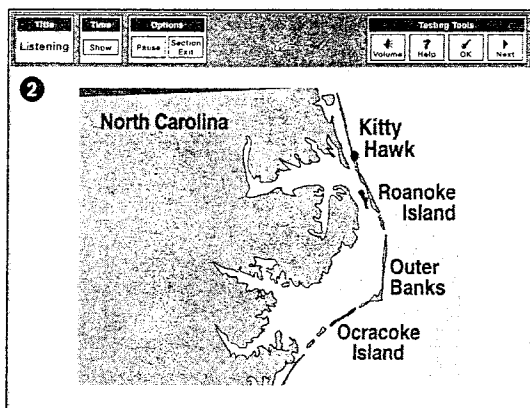 Title
Time
Options
Testing Tools
Listening
Show
Pause
Section
Exit
Volume
?
Help
OK
Next
2
North Carolina
Kitty
Hawk
Roanoke
Island
Outer
Banks
Ocracoke
Island